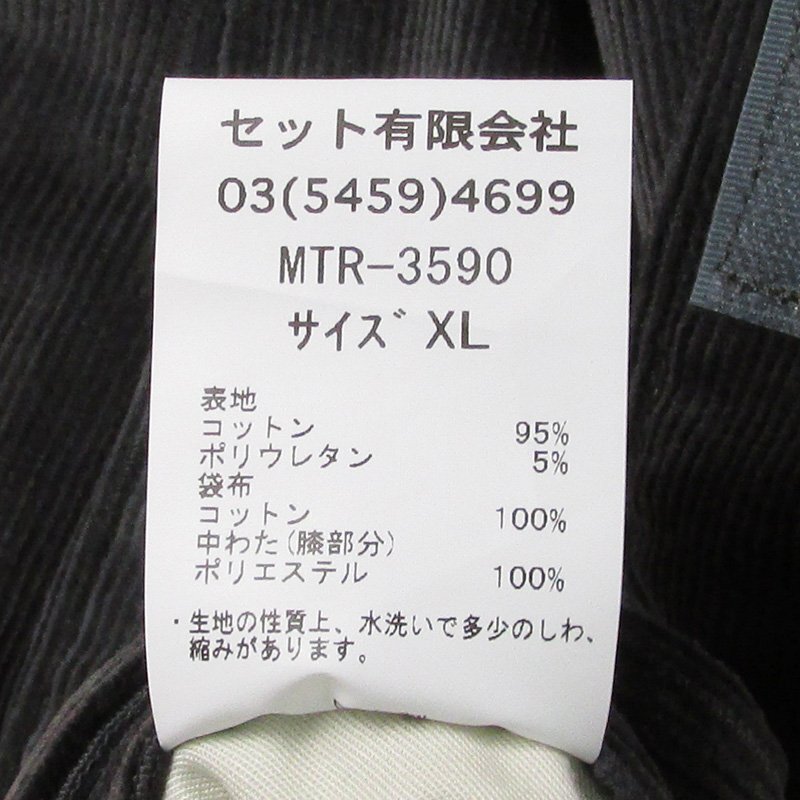 セット有限会社
03(5459)4699
MTR-3590
サイズ XL
表地
コットン 95%
ポリウレタン 5%
袋布
コットン 100%
中わた(膝部分)
ポリエステル 100%
・生地の性質上、水洗いで多少のしわ、
縮みがあります。